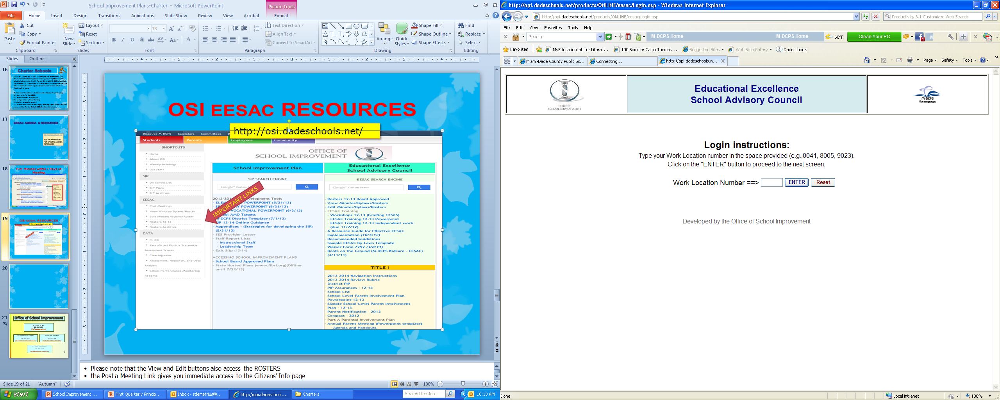 School Improvement Plans-Charter - Microsoft PowerPoint
Picture Tools
File Home Insert Design Transitions Animations Slide Show Review View Acrobat Format
Paste
Cut
Copy
Format Painter
Clipboard
New Slide
Layout
Reset
Section
Slides
18
Font
Text Direction
Align Text
Convert to SmartArt
Paragraph
Arrange
Quick Styles
Shape Fill
Shape Outline
Shape Effects
Drawing
Find
Replace
Select
Editing
Slides Outline
16
Charter Schools
17
EESAC AGENDA & RESOURCES
SEE THE APPENDICES
FOR SPECIFIC AGENDA
CATEGORIES
18
Post Minutes within 7 Days of
Meeting
19
OSI EESAC RESOURCES
20
21
Office of School Improvement
OSI EESAC RESOURCES
http://osi.dadeschools.net/
Discover M-DCPS Calendars Committees
Students Parents Employees Community
SHORTCUTS
Home
About OSI
Weekly Briefings
OSI Staff
SIP
DA School List
SIP Plans
SIP Archives
EESAC
Post Meetings
View Minutes/Bylaws/Roster
Edit Minutes/Bylaws/Roster
Rosters 12-13
Rosters Archives
DATA
FL BSI
Retrofitted Florida Statewide
Assessment Scores
Clearinghouse
Assessment, Research, and Data
Analysis
School Performance Monitoring
Reports
OFFICE OF
SCHOOL IMPROVEMENT
School Improvement Plan
SIP SEARCH ENGINE
Google™ Custom
IMPORTANT LINKS
POWERPOINT (5/31/13)
POWERPOINT (5/31/13)
VOCATIONAL POWERPOINT (6/3/13)
AMO Targets
M-DCPS District Template (7/1/13)
SIP 13-14 Online Guidance
- Appendices - (Strategies for developing the SIP)
(5/31/13)
- SES Provider Letter
- Staff Report Lists
- Instructional Staff
- Leadership Team
- Exit Slip (13-14)
ACCESSING SCHOOL IMPROVEMENT PLANS
- School Board Approved Plans
- State Hosted Plans (www.flbsi.org)(Offline
until 7/22/13)
Educational Excellense
School Advisory Council
EESAC SEARCH ENGINE
Google™ Custom Search
- Rosters 12-13 Board Approved
- View Minutes/Bylaws/Rosters
- Edit Minutes/Bylaws/Rosters
- EESAC Training
- Workshops 12-13 (briefing 12565)
- EESAC Training 12-13 Powerpoint
- EESAC Training 12-13 independent work
(due 11/7/12)
- A Resource Guide for Effective EESAC
Implementation (10/5/12)
- Recommended Guidelines
- Sample EESAC By-Laws Template
- Waiver Form 7292 (3/8/11)
- Boots on the Ground (M-DCPS KidCare - EESAC)
(3/11/11)
TITLE I
- 2013-2014 Navigation Instructions
- 2013-2014 Review Rubric
- District PIP
- PIP Assurances - 12-13
- School List
- School Level Parent Involvement Plan
Powerpoint-12-13
- Sample School-Level Parent Involvement
Plan - 12-13
- Parent Notification - 2012
- Compact - 2012
- Part A Parental Involvement Plan
- Annual Parent Meeting (Powerpoint template)
- Agenda and Handouts
• Please note that the View and Edit buttons also access the ROSTERS
• the Post a Meeting Link gives you immediate access to the Citizens' Info page
Slide 19 of 21 "Autumn" 100%
start School Improvement ... First Quarterly Princip... Inbox - sdemetrius@... http://opi.dadeschool... Charters Search Desktop 10:13 AM
http://opi.dadeschools.net/products/ONLINE/eesac/Login.asp - Windows Internet Explorer
http://opi.dadeschools.net/products/ONLINE/eesac/Login.asp
Productivity 3.1 Customized Web Search
File Edit View Favorites Tools Help
Search
M-DCPS Home M-DCPS Home 68°F Clean Your PC
Favorites MyEducationLab for Literac... 100 Summer Camp Themes ... Suggested Sites Web Slice Gallery Dadeschools
Miami-Dade County Public Sc... Connecting... http://opi.dadeschools.n... Page Safety Tools
OFFICE OF
SCHOOL IMPROVEMENT
Educational Excellence
School Advisory Council
M-DCPS
Homepage
Login instructions:
Type your Work Location number in the space provided (e.g.,0041, 8005, 9023).
Click on the "ENTER" button to proceed to the next screen.
Work Location Number ==> ENTER Reset
Developed by the Office of School Improvement
Done Local intranet 100%